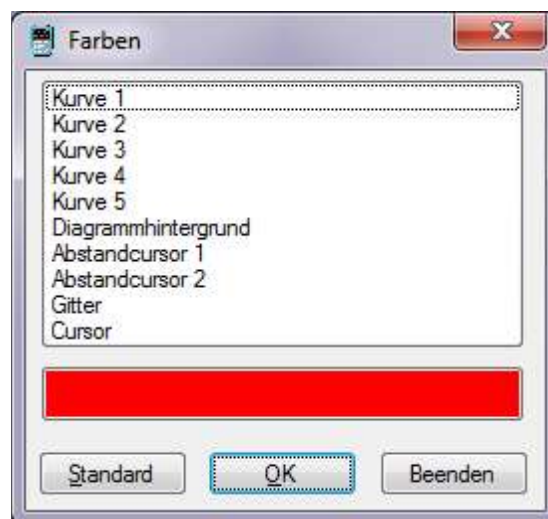 Farben
Kurve 1
Kurve 2
Kurve 3
Kurve 4
Kurve 5
Diagrammhintergrund
Abstandcursor 1
Abstandcursor 2
Gitter
Cursor
Standard OK Beenden